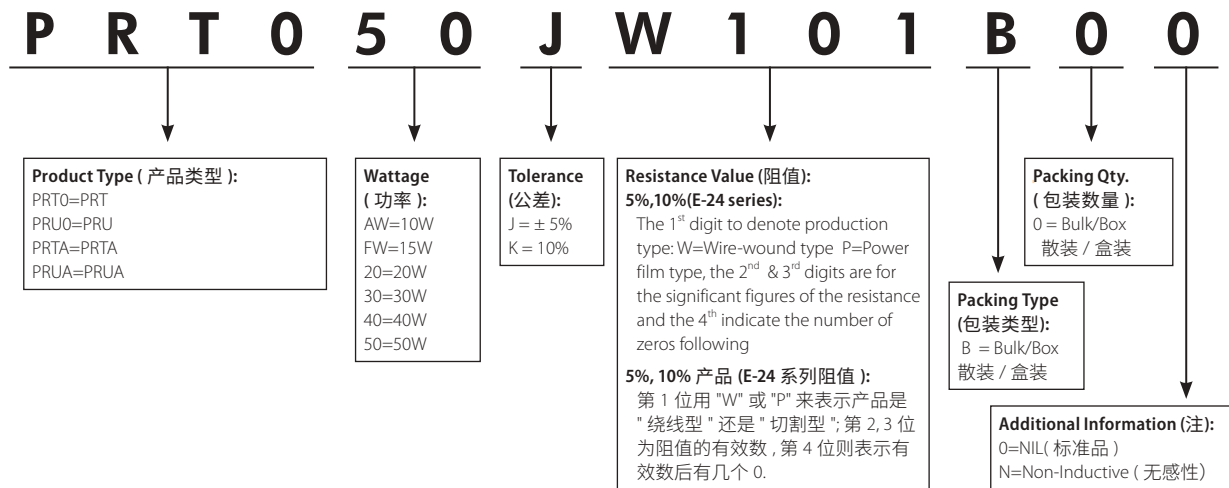 P R T 0 5 0 J W 1 0 1 B 0 0
Product Type ( 产品类型 ):
PRT0=PRT
PRU0=PRU
PRTA=PRTA
PRUA=PRUA
Wattage
( 功率 ):
AW=10W
FW=15W
20=20W
30=30W
40=40W
50=50W
Tolerance
(公差):
J = ± 5%
K = 10%
Resistance Value (阻值):
5%,10%(E-24 series):
The 1st digit to denote production
type: W=Wire-wound type P=Power
film type, the 2nd & 3rd digits are for
the significant figures of the resistance
and the 4th indicate the number of
zeros following
5%, 10% 产品 (E-24 系列阻值 ):
第 1 位用 "W" 或 "P" 来表示产品是
" 绕线型 " 还是 " 切割型 "; 第 2, 3 位
为阻值的有效数 , 第 4 位则表示有
效数后有几个 0.
Packing Type
(包装类型):
B = Bulk/Box
散装 / 盒装
Packing Qty.
( 包装数量 ):
0 = Bulk/Box
散装 / 盒装
Additional Information (注):
0=NIL( 标准品 )
N=Non-Inductive ( 无感性)